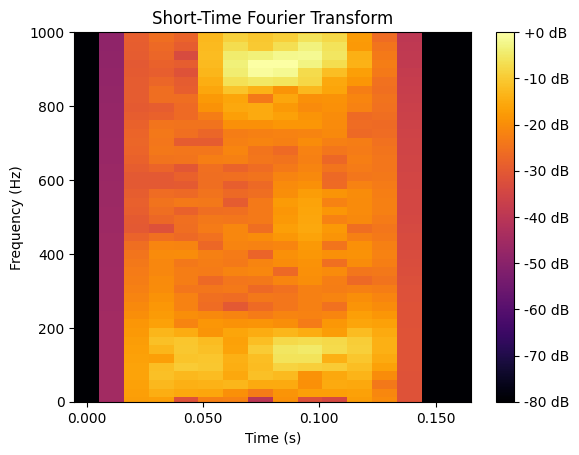 Short-Time Fourier Transform
Frequency (Hz)
1000
800
600
400
200
0
0.000
0.050
0.100
0.150
Time (s)
+0 dB
-10 dB
-20 dB
-30 dB
-40 dB
-50 dB
-60 dB
-70 dB
-80 dB